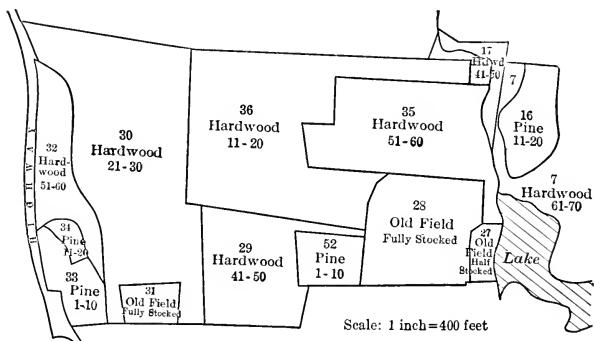 17
Hdwd
41-50
7
16
Pine
11-20
36
Hardwood
11-20
35
Hardwood
51-60
30
Hardwood
21-30
32
Hard-
wood
51-60
HIGHWAY
7
Hardwood
61-70
28
Old Field
Fully Stocked
34
Pine
11-20
33
Pine
1-10
31
Old Field
Fully Stocked
29
Hardwood
41-50
52
Pine
1-10
27
Old
Field
Half
Stocked
Lake
Scale: 1 inch=400 feet